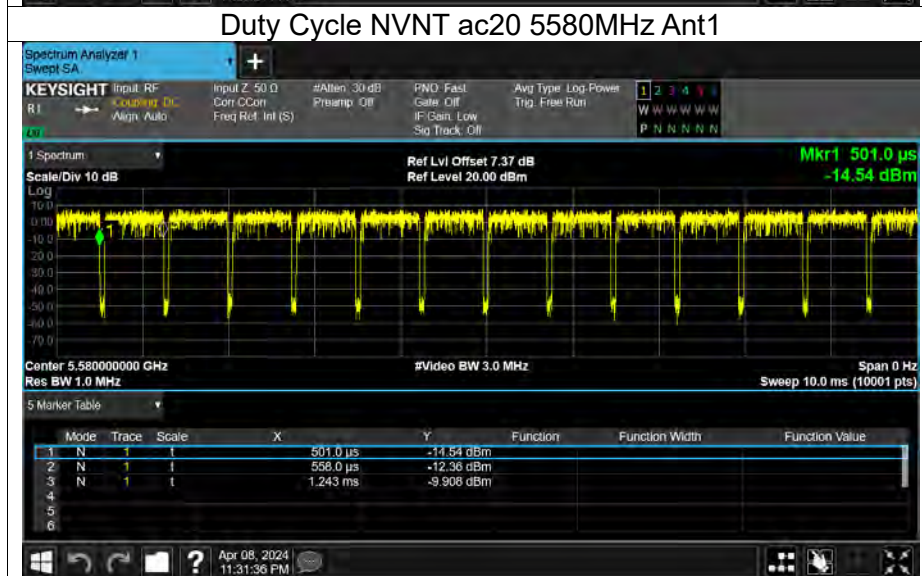 Duty Cycle NVNT ac20 5580MHz Ant1
Spectrum Analyzer 1
Swept SA
KEYSIGHT Input: RF Input Z: 50 Ω #Atten: 30 dB PNO: Fast Avg Type: Log-Power 1 2 3 4 5 6
R L Coupling: DC Corr CCorr Preamp: Off Gate: Off Trig: Free Run W W W W W W
Align: Auto Freq Ref: Int (S) IF Gain: Low
Sig Track: Off P N N N N N
1 Spectrum Ref Lvl Offset 7.37 dB Mkr1 501.0 µs
Scale/Div 10 dB Ref Level 20.00 dBm -14.54 dBm
Log
10.0
0.00
-10.0
-20.0
-30.0
-40.0
-50.0
-60.0
-70.0
Center 5.580000000 GHz #Video BW 3.0 MHz Span 0 Hz
Res BW 1.0 MHz Sweep 10.0 ms (10001 pts)
5 Marker Table
Mode Trace Scale X Y Function Function Width Function Value
1 N 1 t 501.0 µs -14.54 dBm
2 N 1 t 558.0 µs -12.36 dBm
3 N 1 t 1.243 ms -9.908 dBm
4
5
6
? Apr 08, 2024
11:31:36 PM